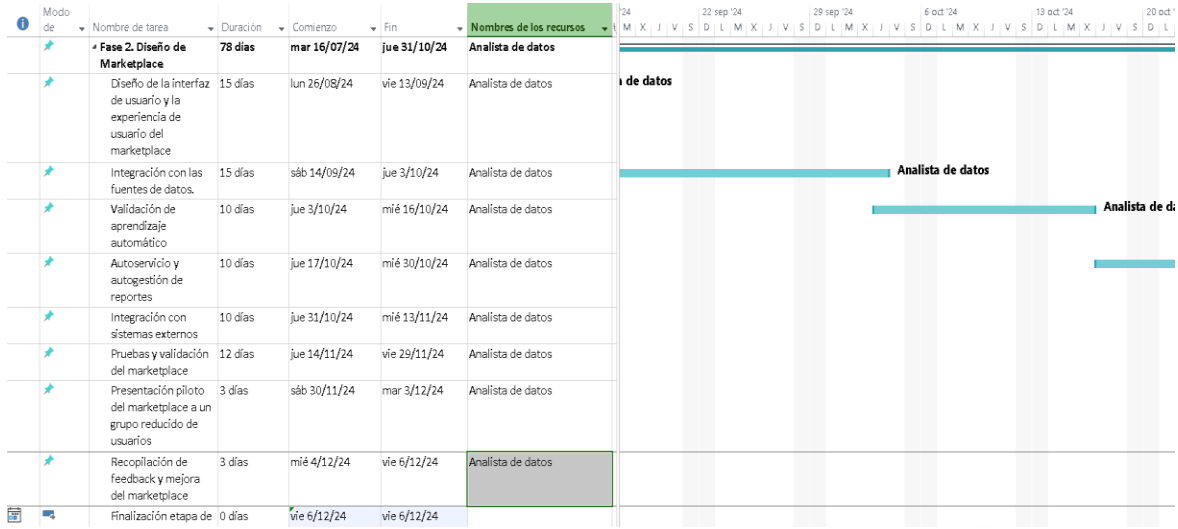 Modo de
Nombre de tarea
Duración
Comienzo
Fin
Nombres de los recursos
'24
22 sep '24
29 sep '24
6 oct '24
13 oct '24
20 oct '
M X J V S D L M X J V S D L M X J V S D L M X J V S D L M X J V S D L
Fase 2. Diseño de
Marketplace
78 días
mar 16/07/24
jue 31/10/24
Analista de datos
Diseño de la interfaz
de usuario y la
experiencia de
usuario del
marketplace
15 días
lun 26/08/24
vie 13/09/24
Analista de datos
a de datos
Integración con las
fuentes de datos.
15 días
sáb 14/09/24
jue 3/10/24
Analista de datos
Analista de datos
Validación de
aprendizaje
automático
10 días
jue 3/10/24
mié 16/10/24
Analista de datos
Analista de da
Autoservicio y
autogestión de
reportes
10 días
jue 17/10/24
mié 30/10/24
Analista de datos
Integración con
sistemas externos
10 días
jue 31/10/24
mié 13/11/24
Analista de datos
Pruebas y validación
del marketplace
12 días
jue 14/11/24
vie 29/11/24
Analista de datos
Presentación piloto
del marketplace a un
grupo reducido de
usuarios
3 días
sáb 30/11/24
mar 3/12/24
Analista de datos
Recopilación de
feedback y mejora
del marketplace
3 días
mié 4/12/24
vie 6/12/24
Analista de datos
Finalización etapa de
0 días
vie 6/12/24
vie 6/12/24